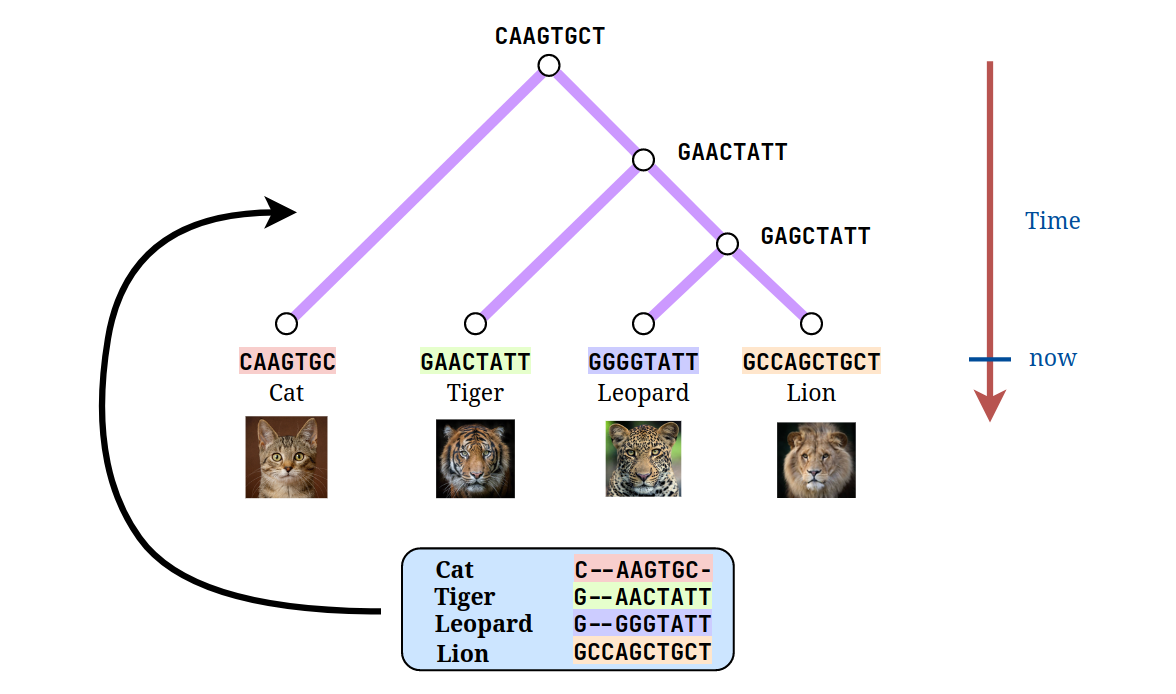 CAAGTGCT
GAACTATT
Time
GAGCTATT
CAAGTGC GAACTATT GGGGTATT GCCAGCTGCT
now
Cat Tiger Leopard Lion
Cat C--AAGTGC-
Tiger G--AACTATT
Leopard G--GGGTATT
Lion GCCAGCTGCT